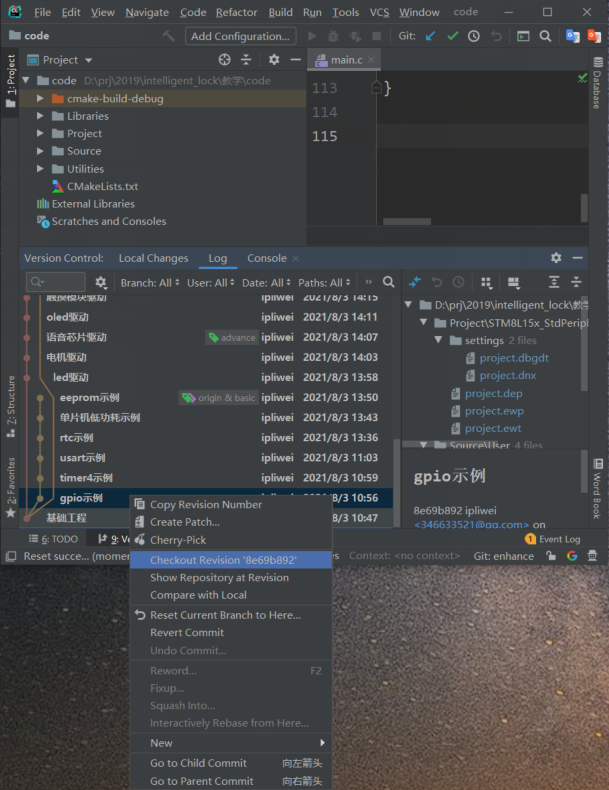 File Edit View Navigate Code Refactor Build Run Tools VCS Window code
code Add Configuration... Git:
1: Project
Project
main.c
code D:\prj\2019\intelligent_lock\教学\code
cmake-build-debug
Libraries
Project
Source
Utilities
CMakeLists.txt
External Libraries
Scratches and Consoles
113 }
114
115
Database
Version Control: Local Changes Log Console
Branch: All User: All Date: All Paths: All »
触摸模块驱动 ipliwei 2021/8/3 14:15
oled驱动 ipliwei 2021/8/3 14:11
语音芯片驱动 advance ipliwei 2021/8/3 14:07
电机驱动 ipliwei 2021/8/3 14:03
led驱动 ipliwei 2021/8/3 13:58
eeprom示例 origin & basic ipliwei 2021/8/3 13:50
单片机低功耗示例 ipliwei 2021/8/3 13:43
rtc示例 ipliwei 2021/8/3 13:36
usart示例 ipliwei 2021/8/3 11:03
timer4示例 ipliwei 2021/8/3 10:59
gpio示例 ipliwei 2021/8/3 10:56
基础工程 8/3 10:47
D:\prj\2019\intelligent_lock\教
Project\STM8L15x_StdPeriph
settings 2 files
project.dbgdt
project.dnx
project.dep
project.ewp
project.ewt
Source\User 4 files
gpio示例
8e69b892 ipliwei
<346633521@qq.com> on
7: Structure
2: Favorites
Word Book
6: TODO 9: Ve
Event Log
1
Reset succe... (momen
es Context: <no context> Git: enhance
Copy Revision Number
Create Patch...
Cherry-Pick
Checkout Revision '8e69b892'
Show Repository at Revision
Compare with Local
Reset Current Branch to Here...
Revert Commit
Undo Commit...
Reword... F2
Fixup...
Squash Into...
Interactively Rebase from Here...
New
Go to Child Commit 向左箭头
Go to Parent Commit 向右箭头